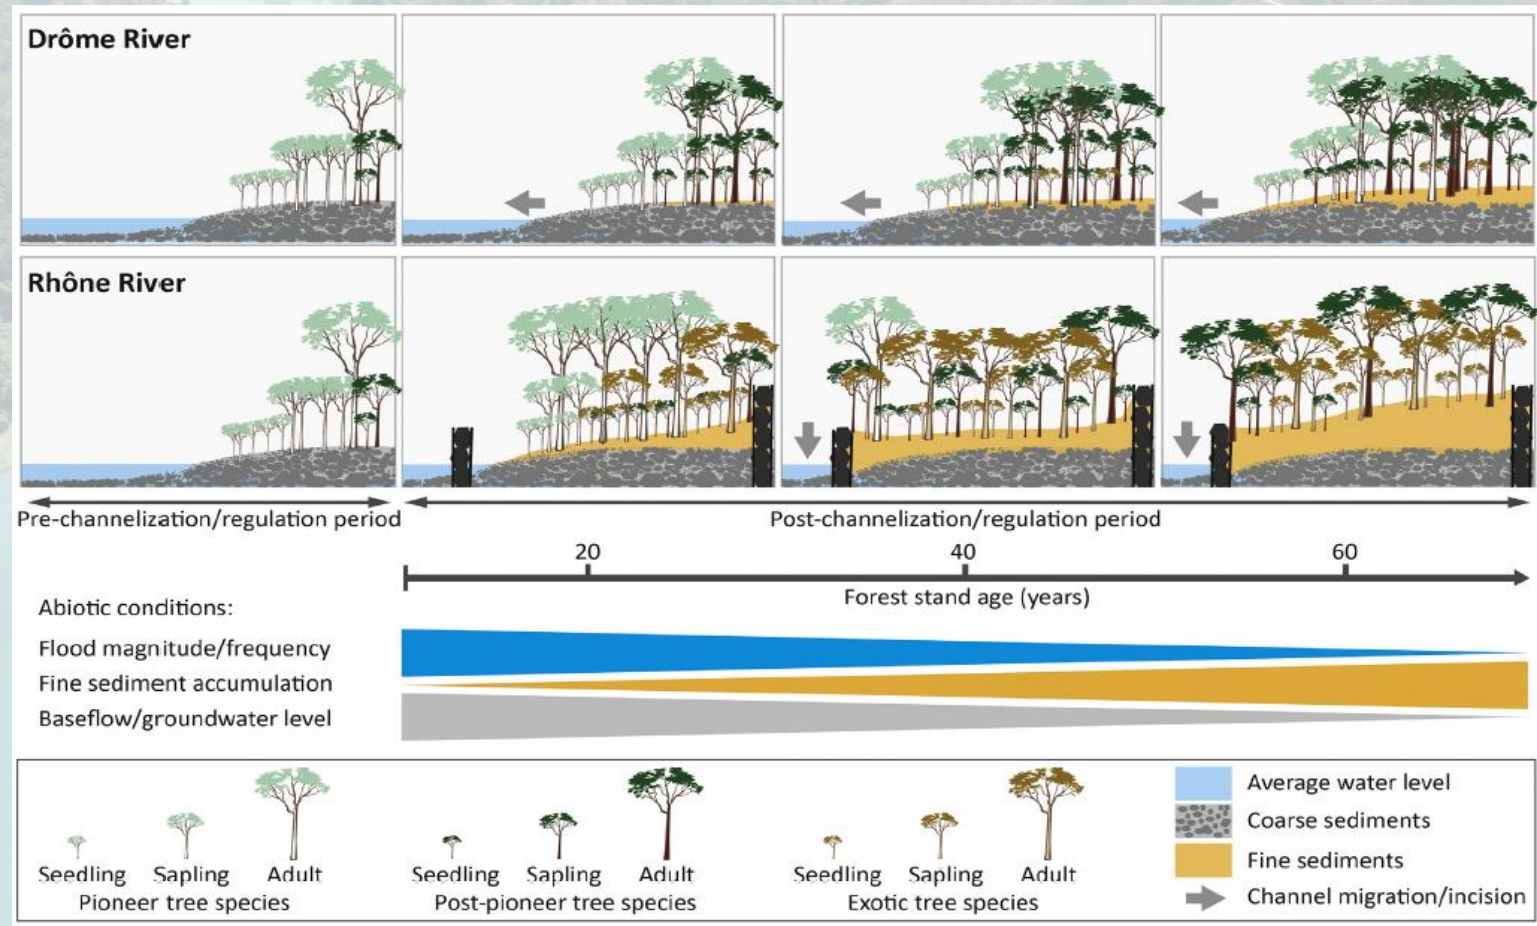 Drôme River
Rhône River
Pre-channelization/regulation period
Post-channelization/regulation period
20
40
60
Forest stand age (years)
Abiotic conditions:
Flood magnitude/frequency
Fine sediment accumulation
Baseflow/groundwater level
Seedling
Sapling
Adult
Pioneer tree species
Seedling
Sapling
Adult
Post-pioneer tree species
Seedling
Sapling
Adult
Exotic tree species
Average water level
Coarse sediments
Fine sediments
Channel migration/incision